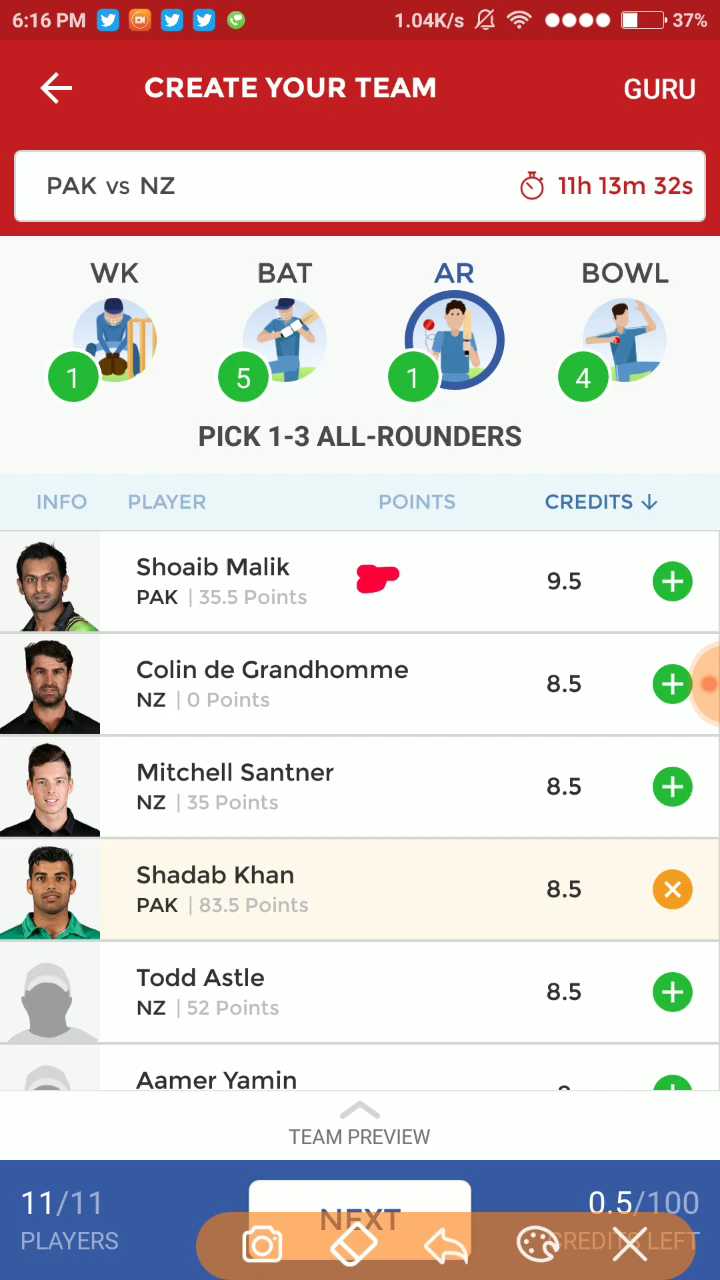 6:16 PM 1.04K/s 37%
CREATE YOUR TEAM GURU
PAK vs NZ 11h 13m 32s
WK BAT AR BOWL
1 5 1 4
PICK 1-3 ALL-ROUNDERS
INFO PLAYER POINTS CREDITS
Shoaib Malik 9.5
PAK | 35.5 Points
Colin de Grandhomme 8.5
NZ | 0 Points
Mitchell Santner 8.5
NZ | 35 Points
Shadab Khan 8.5
PAK | 83.5 Points
Todd Astle 8.5
NZ | 52 Points
Aamer Yamin
TEAM PREVIEW
11/11 NEXT 0.5/100
PLAYERS CREDITS LEFT